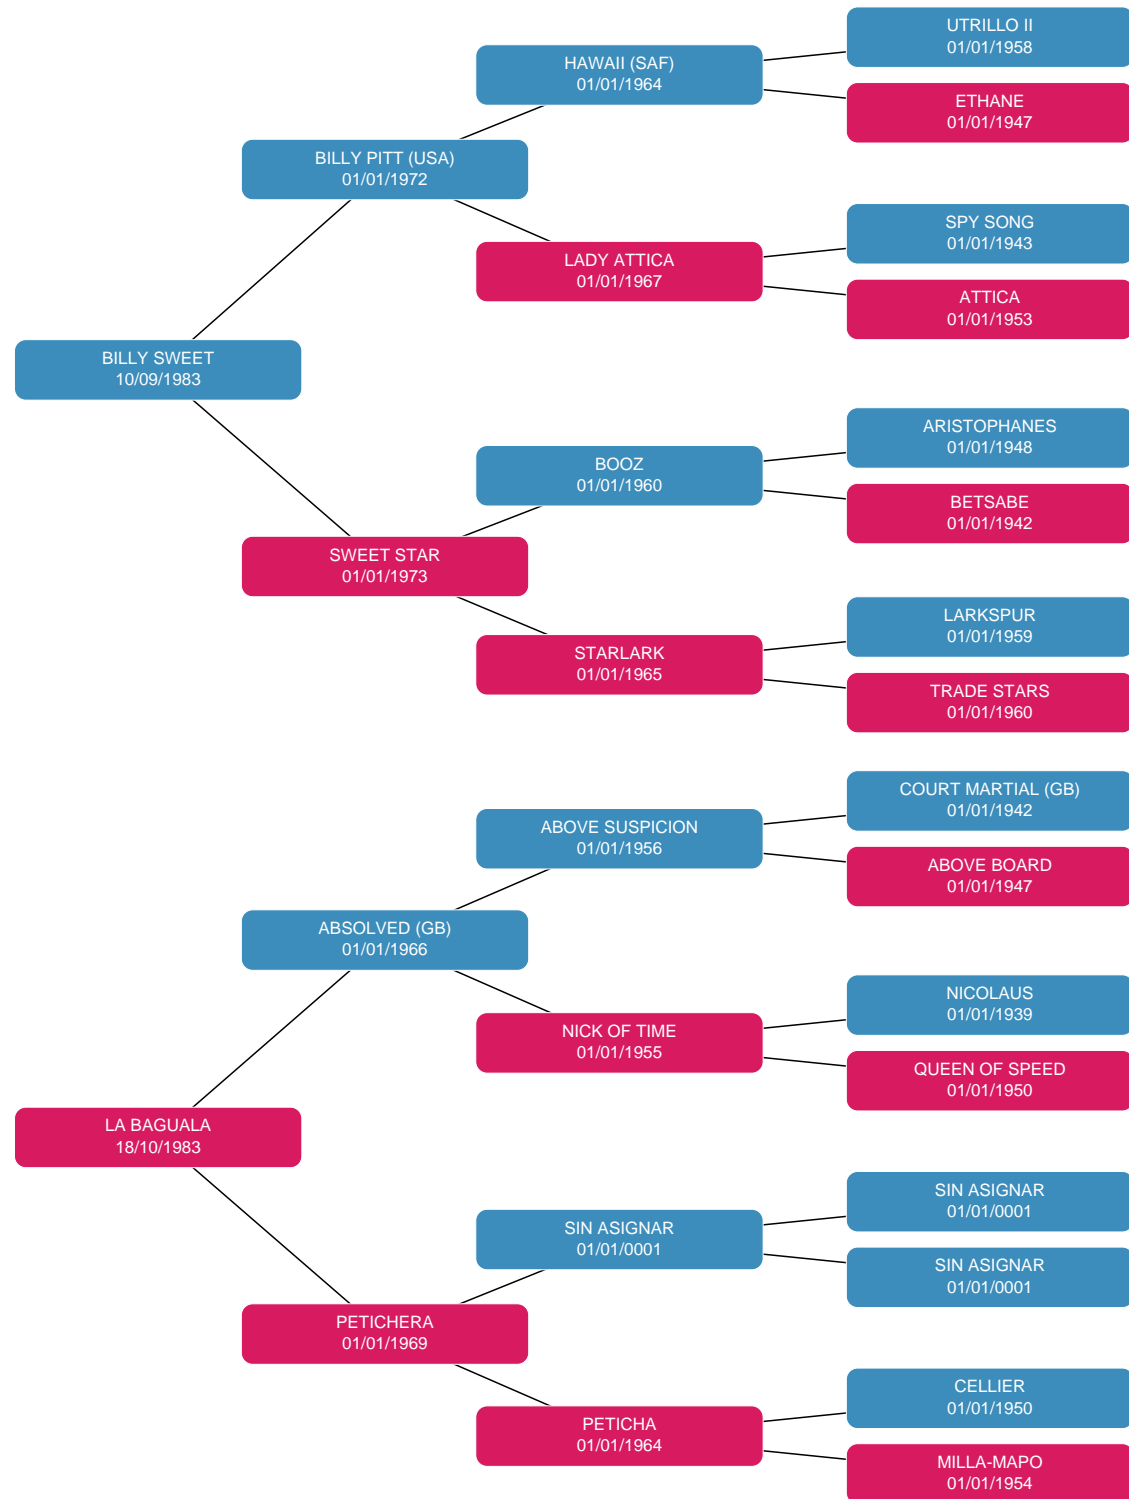 UTRILLO II
01/01/1958
HAWAII (SAF)
01/01/1964
ETHANE
01/01/1947
BILLY PITT (USA)
01/01/1972
SPY SONG
01/01/1943
LADY ATTICA
01/01/1967
ATTICA
01/01/1953
BILLY SWEET
10/09/1983
ARISTOPHANES
01/01/1948
BOOZ
01/01/1960
BETSABE
01/01/1942
SWEET STAR
01/01/1973
LARKSPUR
01/01/1959
STARLARK
01/01/1965
TRADE STARS
01/01/1960
COURT MARTIAL (GB)
01/01/1942
ABOVE SUSPICION
01/01/1956
ABOVE BOARD
01/01/1947
ABSOLVED (GB)
01/01/1966
NICOLAUS
01/01/1939
NICK OF TIME
01/01/1955
QUEEN OF SPEED
01/01/1950
LA BAGUALA
18/10/1983
SIN ASIGNAR
01/01/0001
SIN ASIGNAR
01/01/0001
SIN ASIGNAR
01/01/0001
PETICHERA
01/01/1969
CELLIER
01/01/1950
PETICHA
01/01/1964
MILLA-MAPO
01/01/1954